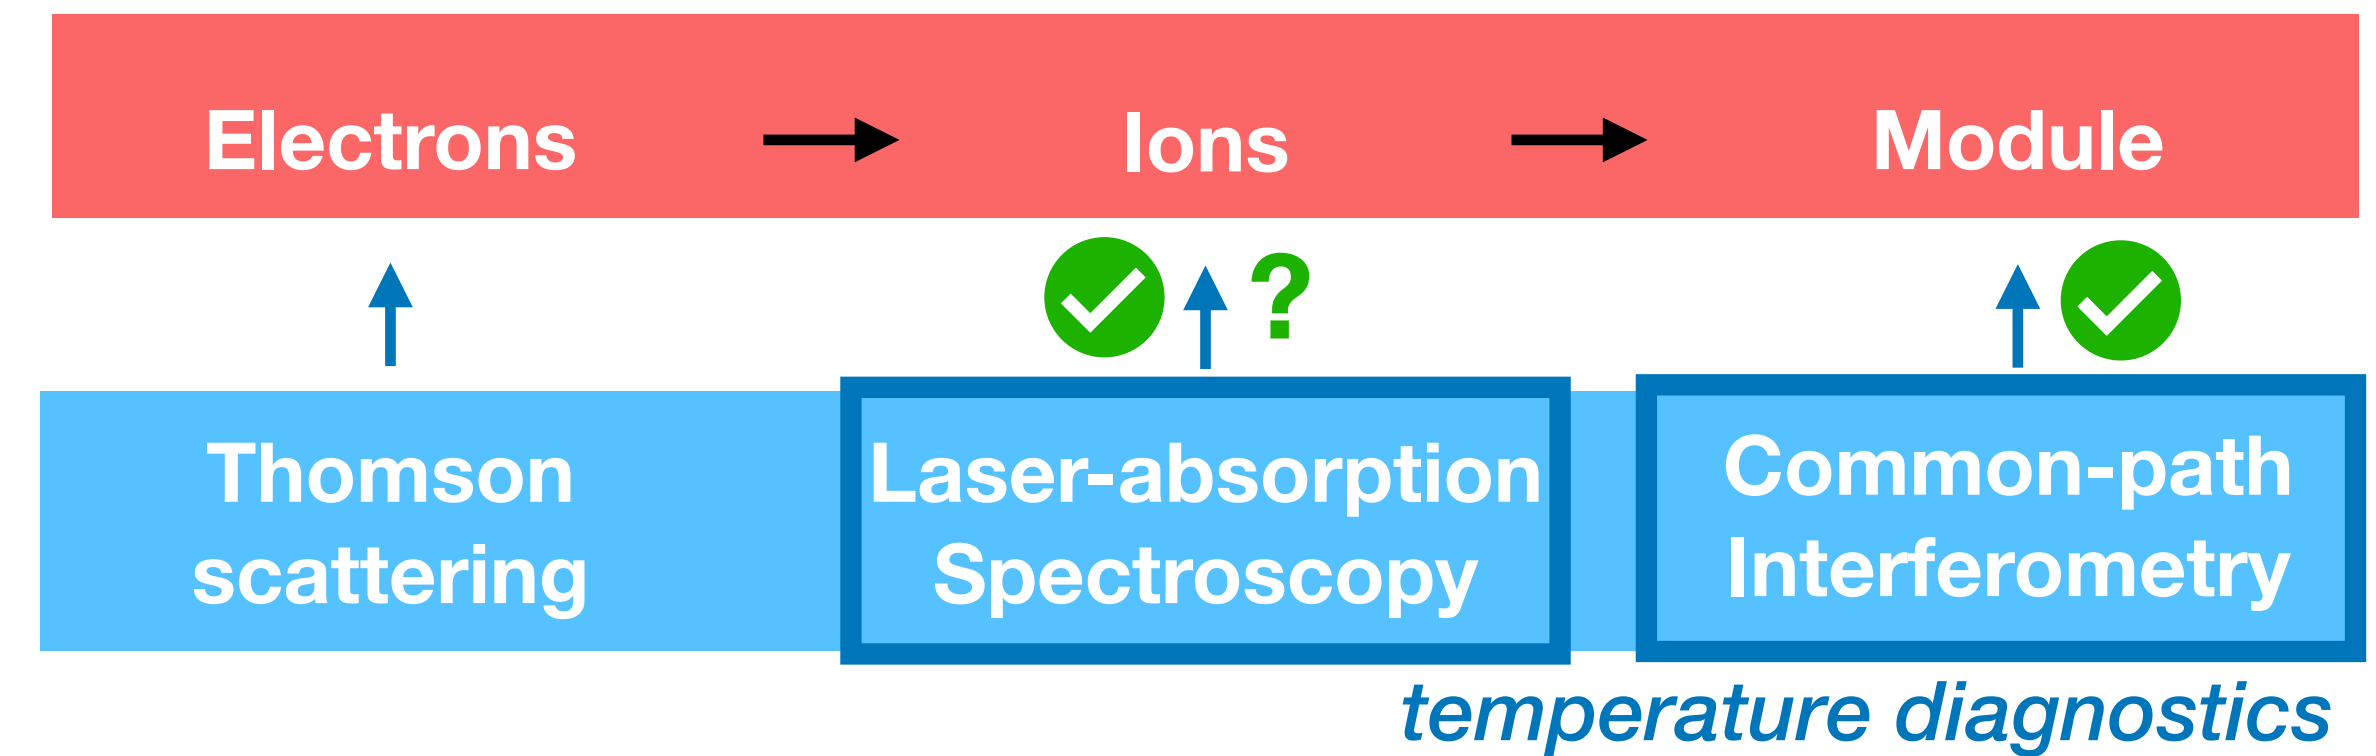 Electrons → Ions → Module
?
Thomson scattering
Laser-absorption Spectroscopy
Common-path Interferometry
temperature diagnostics